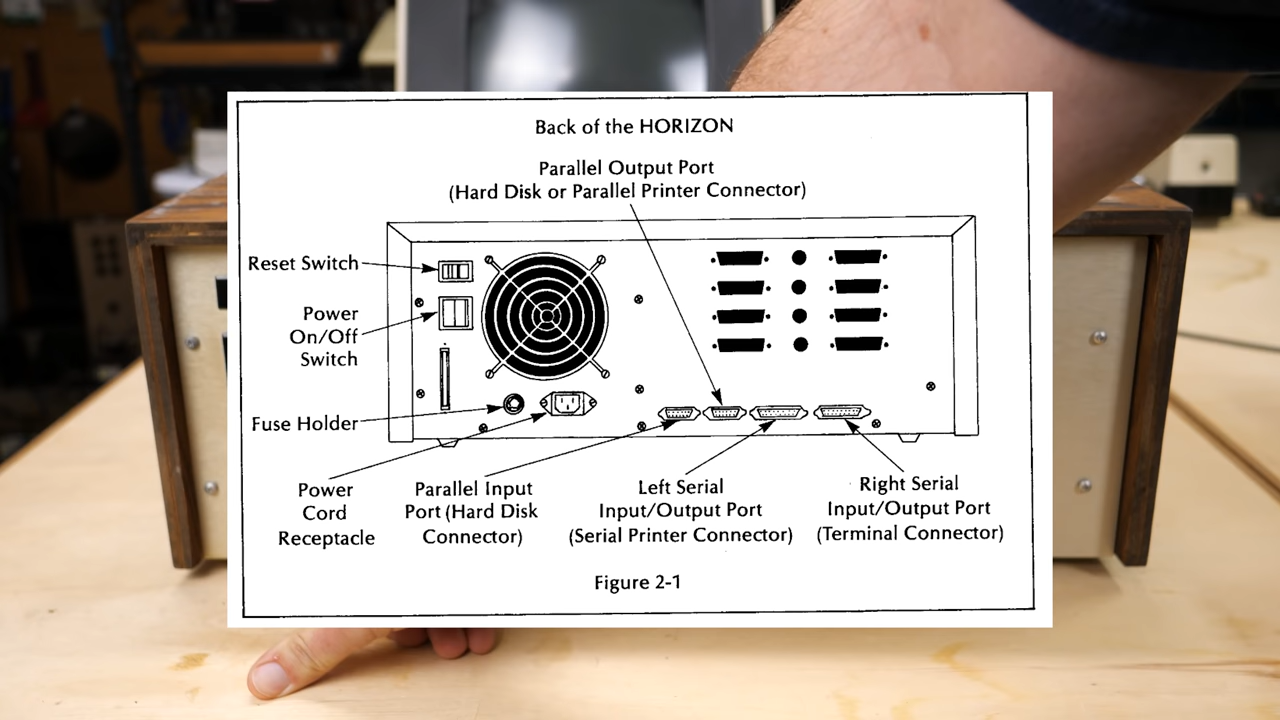 Back of the HORIZON
Parallel Output Port
(Hard Disk or Parallel Printer Connector)
Reset Switch
Power
On/Off
Switch
Fuse Holder
Power
Cord
Receptacle
Parallel Input
Port (Hard Disk
Connector)
Left Serial
Input/Output Port
(Serial Printer Connector)
Right Serial
Input/Output Port
(Terminal Connector)
Figure 2-1